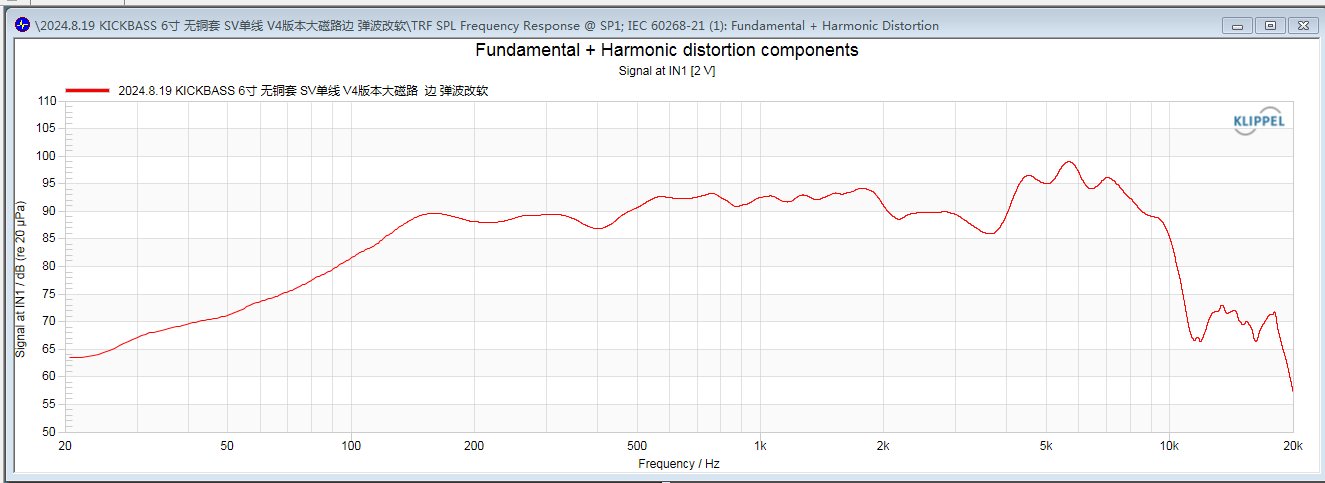 \2024.8.19 KICKBASS 6寸 无铜套 SV单线 V4版本大磁路边 弹波改软\TRF SPL Frequency Response @ SP1; IEC 60268-21 (1): Fundamental + Harmonic Distortion
Fundamental + Harmonic distortion components
Signal at IN1 [2 V]
2024.8.19 KICKBASS 6寸 无铜套 SV单线 V4版本大磁路  边 弹波改软
KLIPPEL
Signal at IN1 / dB (re 20 µPa)
110
105
100
95
90
85
80
75
70
65
60
55
50
20 50 100 200 500 1k 2k 5k 10k 20k
Frequency / Hz